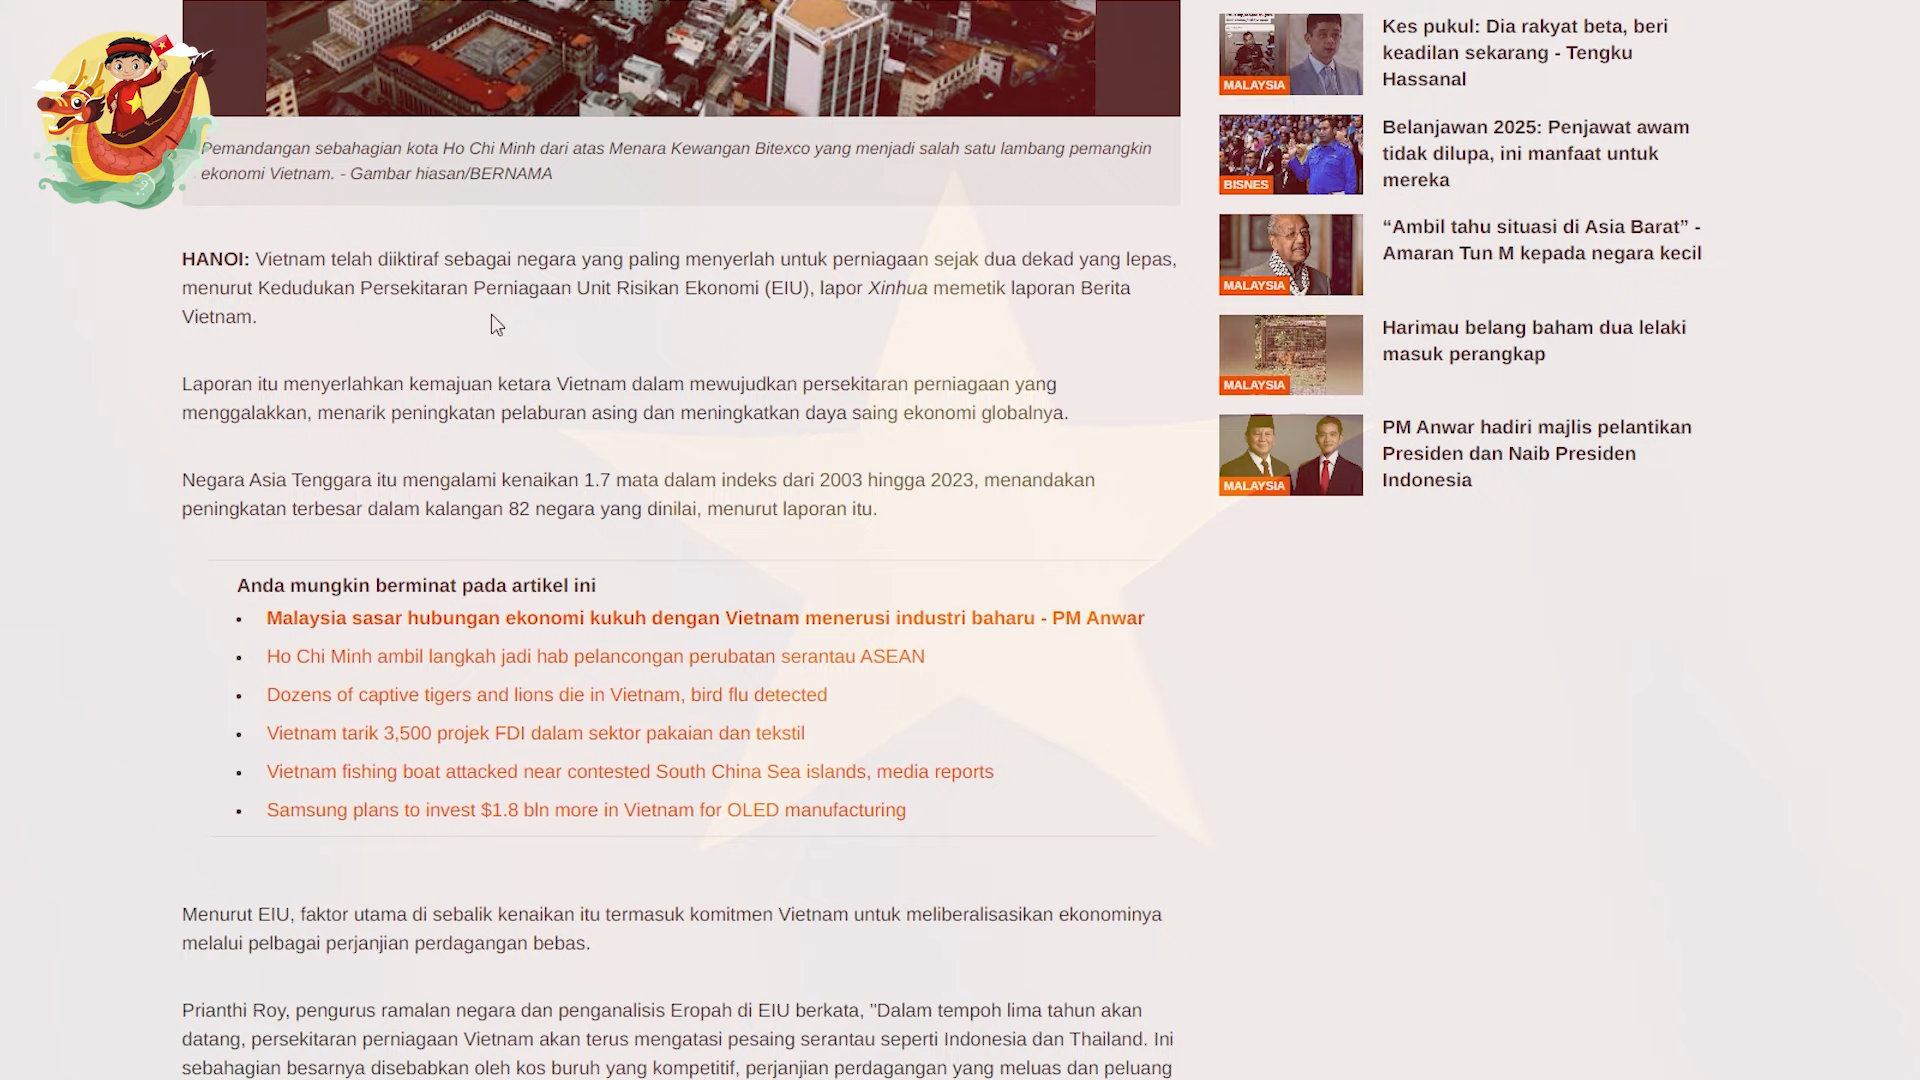 Pemandangan sebahagian kota Ho Chi Minh dari atas Menara Kewangan Bitexco yang menjadi salah satu lambang pemangkin
ekonomi Vietnam. - Gambar hiasan/BERNAMA
HANOI: Vietnam telah diiktiraf sebagai negara yang paling menyerlah untuk perniagaan sejak dua dekad yang lepas,
menurut Kedudukan Persekitaran Perniagaan Unit Risikan Ekonomi (EIU), lapor Xinhua memetik laporan Berita
Vietnam.
Laporan itu menyerlahkan kemajuan ketara Vietnam dalam mewujudkan persekitaran perniagaan yang
menggalakkan, menarik peningkatan pelaburan asing dan meningkatkan daya saing ekonomi globalnya.
Negara Asia Tenggara itu mengalami kenaikan 1.7 mata dalam indeks dari 2003 hingga 2023, menandakan
peningkatan terbesar dalam kalangan 82 negara yang dinilai, menurut laporan itu.
Anda mungkin berminat pada artikel ini
• Malaysia sasar hubungan ekonomi kukuh dengan Vietnam menerusi industri baharu - PM Anwar
• Ho Chi Minh ambil langkah jadi hab pelancongan perubatan serantau ASEAN
• Dozens of captive tigers and lions die in Vietnam, bird flu detected
• Vietnam tarik 3,500 projek FDI dalam sektor pakaian dan tekstil
• Vietnam fishing boat attacked near contested South China Sea islands, media reports
• Samsung plans to invest $1.8 bln more in Vietnam for OLED manufacturing
Menurut EIU, faktor utama di sebalik kenaikan itu termasuk komitmen Vietnam untuk meliberalisasikan ekonominya
melalui pelbagai perjanjian perdagangan bebas.
Prianthi Roy, pengurus ramalan negara dan penganalisis Eropah di EIU berkata, "Dalam tempoh lima tahun akan
datang, persekitaran perniagaan Vietnam akan terus mengatasi pesaing serantau seperti Indonesia dan Thailand. Ini
sebahagian besarnya disebabkan oleh kos buruh yang kompetitif, perjanjian perdagangan yang meluas dan peluang
MALAYSIA
Kes pukul: Dia rakyat beta, beri
keadilan sekarang - Tengku
Hassanal
BISNES
Belanjawan 2025: Penjawat awam
tidak dilupa, ini manfaat untuk
mereka
MALAYSIA
“Ambil tahu situasi di Asia Barat” -
Amaran Tun M kepada negara kecil
MALAYSIA
Harimau belang baham dua lelaki
masuk perangkap
MALAYSIA
PM Anwar hadiri majlis pelantikan
Presiden dan Naib Presiden
Indonesia